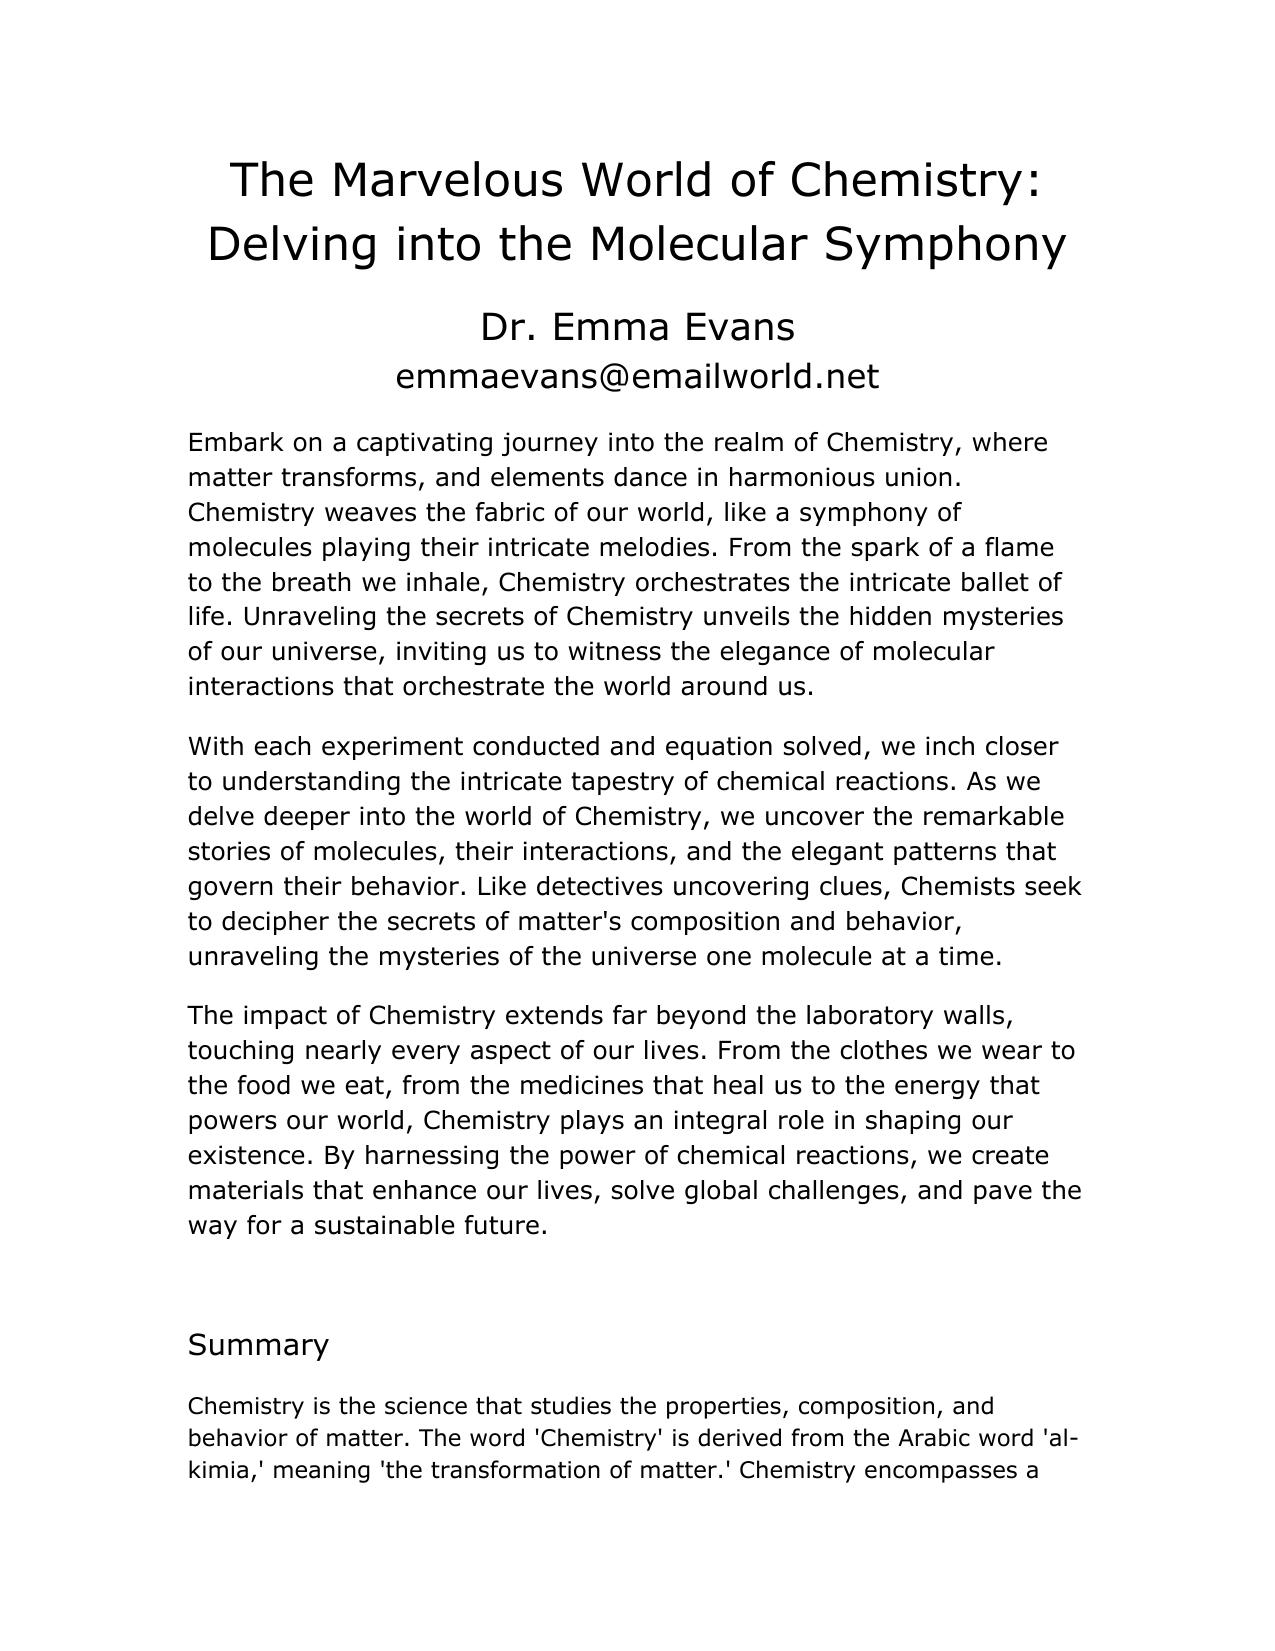 The Marvelous World of Chemistry:
Delving into the Molecular Symphony
Dr. Emma Evans
emmaevans@emailworld.net
Embark on a captivating journey into the realm of Chemistry, where
matter transforms, and elements dance in harmonious union.
Chemistry weaves the fabric of our world, like a symphony of
molecules playing their intricate melodies. From the spark of a flame
to the breath we inhale, Chemistry orchestrates the intricate ballet of
life. Unraveling the secrets of Chemistry unveils the hidden mysteries
of our universe, inviting us to witness the elegance of molecular
interactions that orchestrate the world around us.
With each experiment conducted and equation solved, we inch closer
to understanding the intricate tapestry of chemical reactions. As we
delve deeper into the world of Chemistry, we uncover the remarkable
stories of molecules, their interactions, and the elegant patterns that
govern their behavior. Like detectives uncovering clues, Chemists seek
to decipher the secrets of matter's composition and behavior,
unraveling the mysteries of the universe one molecule at a time.
The impact of Chemistry extends far beyond the laboratory walls,
touching nearly every aspect of our lives. From the clothes we wear to
the food we eat, from the medicines that heal us to the energy that
powers our world, Chemistry plays an integral role in shaping our
existence. By harnessing the power of chemical reactions, we create
materials that enhance our lives, solve global challenges, and pave the
way for a sustainable future.
Summary
Chemistry is the science that studies the properties, composition, and
behavior of matter. The word 'Chemistry' is derived from the Arabic word 'al-
kimia,' meaning 'the transformation of matter.' Chemistry encompasses a